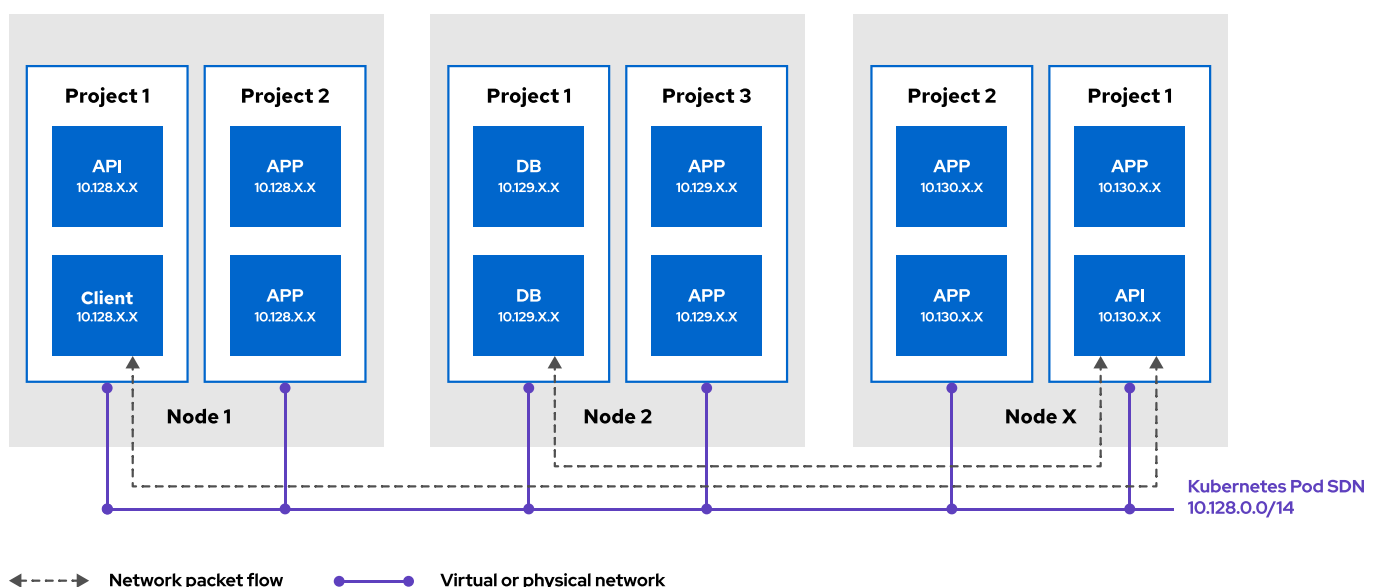 Project 1
API
10.128.X.X
Client
10.128.X.X
Project 2
APP
10.128.X.X
APP
10.128.X.X
Node 1
Project 1
DB
10.129.X.X
DB
10.129.X.X
Project 3
APP
10.129.X.X
APP
10.129.X.X
Node 2
Project 2
APP
10.130.X.X
APP
10.130.X.X
Project 1
APP
10.130.X.X
API
10.130.X.X
Node X
Kubernetes Pod SDN
10.128.0.0/14
Network packet flow
Virtual or physical network